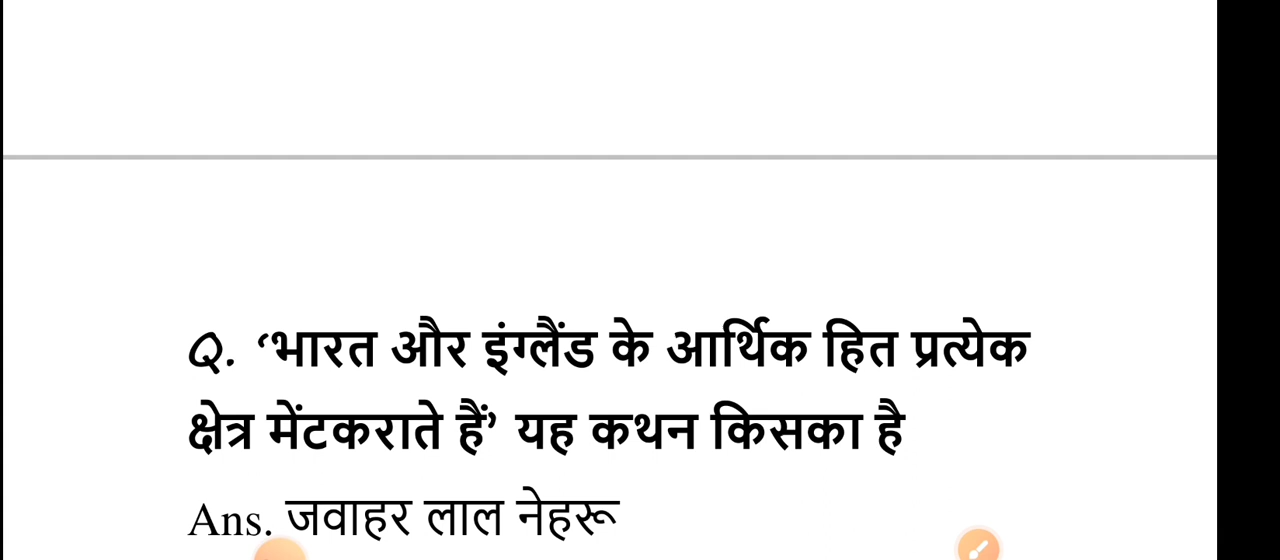 Q. ‘भारत और इंग्लैंड के आर्थिक हित प्रत्येक
क्षेत्र मेंटकराते हैं’ यह कथन किसका है
Ans. जवाहर लाल नेहरू